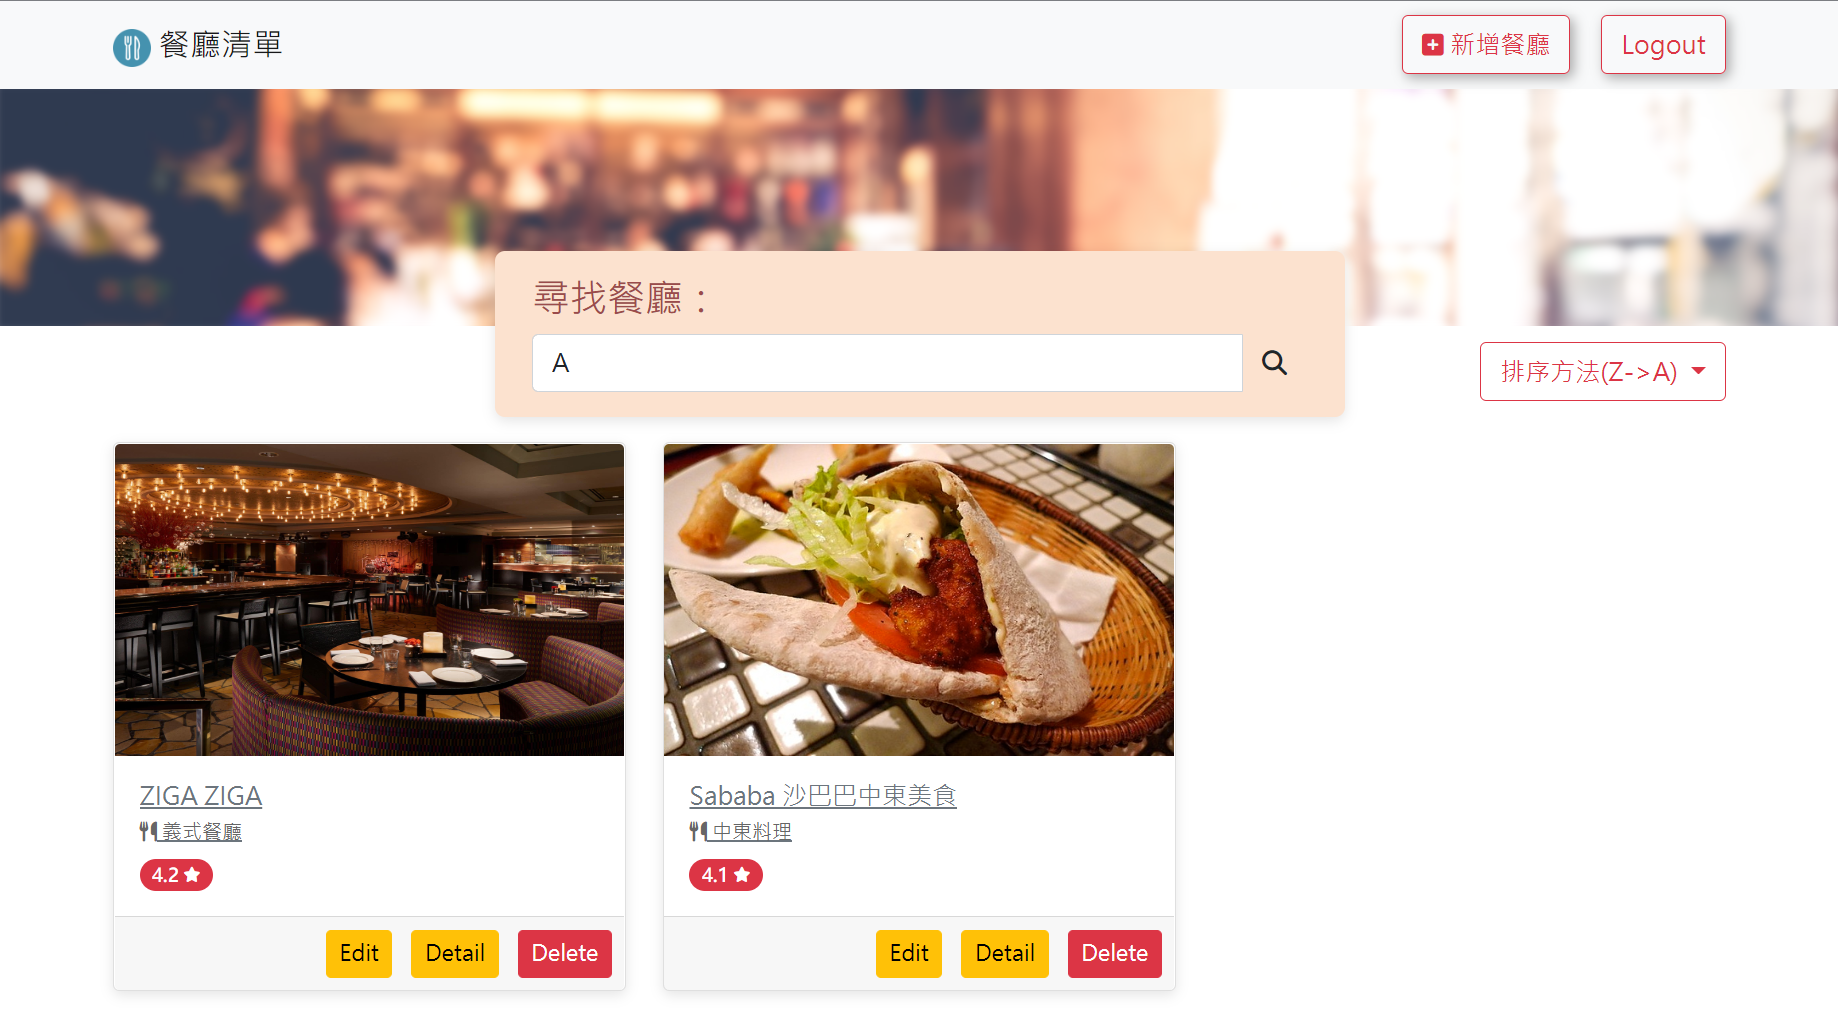 餐廳清單
新增餐廳
Logout
尋找餐廳：
A
排序方法(Z->A)
ZIGA ZIGA
義式餐廳
4.2
Edit Detail Delete
Sababa 沙巴巴中東美食
中東料理
4.1
Edit Detail Delete